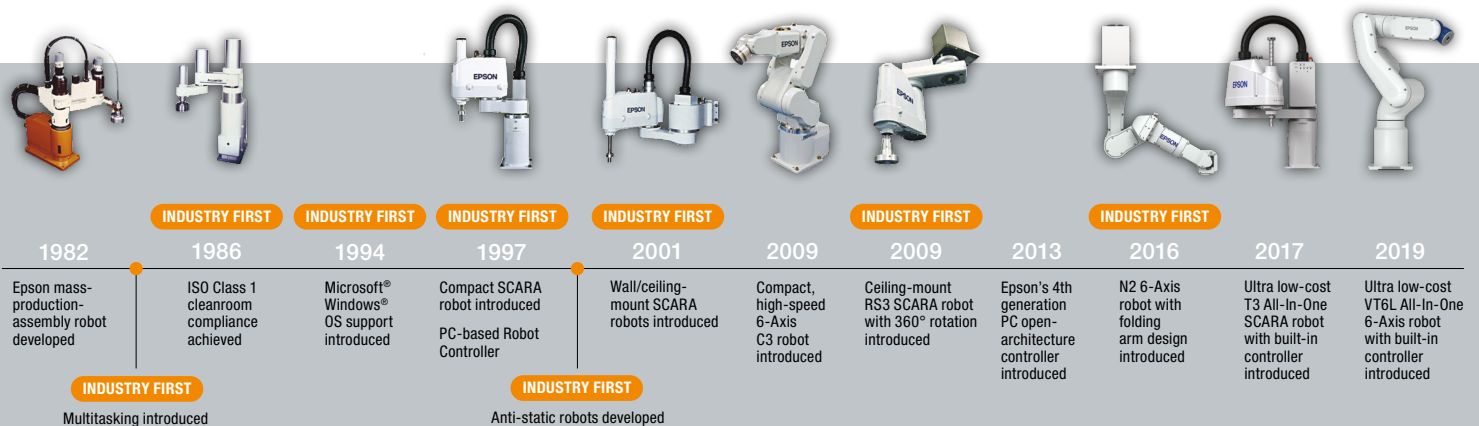 EPSON
EPSON
EPSON
EPSON
EPSON
EPSON
EPSON
INDUSTRY FIRST
INDUSTRY FIRST
INDUSTRY FIRST
INDUSTRY FIRST
INDUSTRY FIRST
INDUSTRY FIRST
1982
1986
1994
1997
2001
2009
2009
2013
2016
2017
2019
Epson mass-
production-
assembly robot
developed
ISO Class 1
cleanroom
compliance
achieved
Microsoft®
Windows®
OS support
introduced
Compact SCARA
robot introduced
PC-based Robot
Controller
Wall/ceiling-
mount SCARA
robots introduced
Compact,
high-speed
6-Axis
C3 robot
introduced
Ceiling-mount
RS3 SCARA robot
with 360° rotation
introduced
Epson's 4th
generation
PC open-
architecture
controller
introduced
N2 6-Axis
robot with
folding
arm design
introduced
Ultra low-cost
T3 All-In-One
SCARA robot
with built-in
controller
introduced
Ultra low-cost
VT6L All-In-One
6-Axis robot
with built-in
controller
introduced
INDUSTRY FIRST
Multitasking introduced
INDUSTRY FIRST
Anti-static robots developed